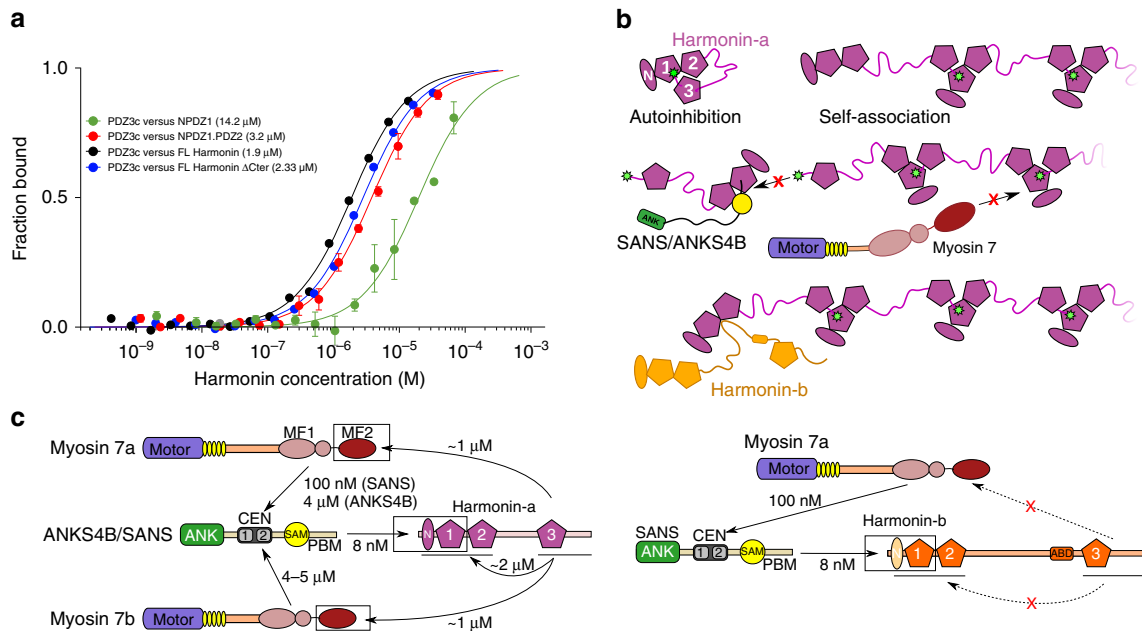 a
1.0
0.5
0.0
Fraction bound
PDZ3c versus NPDZ1 (14.2 μM)
PDZ3c versus NPDZ1.PDZ2 (3.2 μM)
PDZ3c versus FL Harmonin (1.9 μM)
PDZ3c versus FL Harmonin ΔCter (2.33 μM)
10⁻⁹ 10⁻⁸ 10⁻⁷ 10⁻⁶ 10⁻⁵ 10⁻⁴ 10⁻³
Harmonin concentration (M)
b
Harmonin-a
N 1 2 3
Autoinhibition
Self-association
x
x
ANK
SANS/ANKS4B
Motor
Myosin 7
Harmonin-b
c
Myosin 7a
Motor
MF1
MF2
~1 μM
100 nM (SANS)
4 μM (ANKS4B)
Harmonin-a
ANKS4B/SANS
ANK
CEN
1 2
SAM
PBM
8 nM
N 1 2 3
~2 μM
4–5 μM
Myosin 7b
Motor
~1 μM
Myosin 7a
Motor
100 nM
x
SANS
ANK
CEN
1 2
SAM
PBM
8 nM
Harmonin-b
N 1 2 ABD 3
x